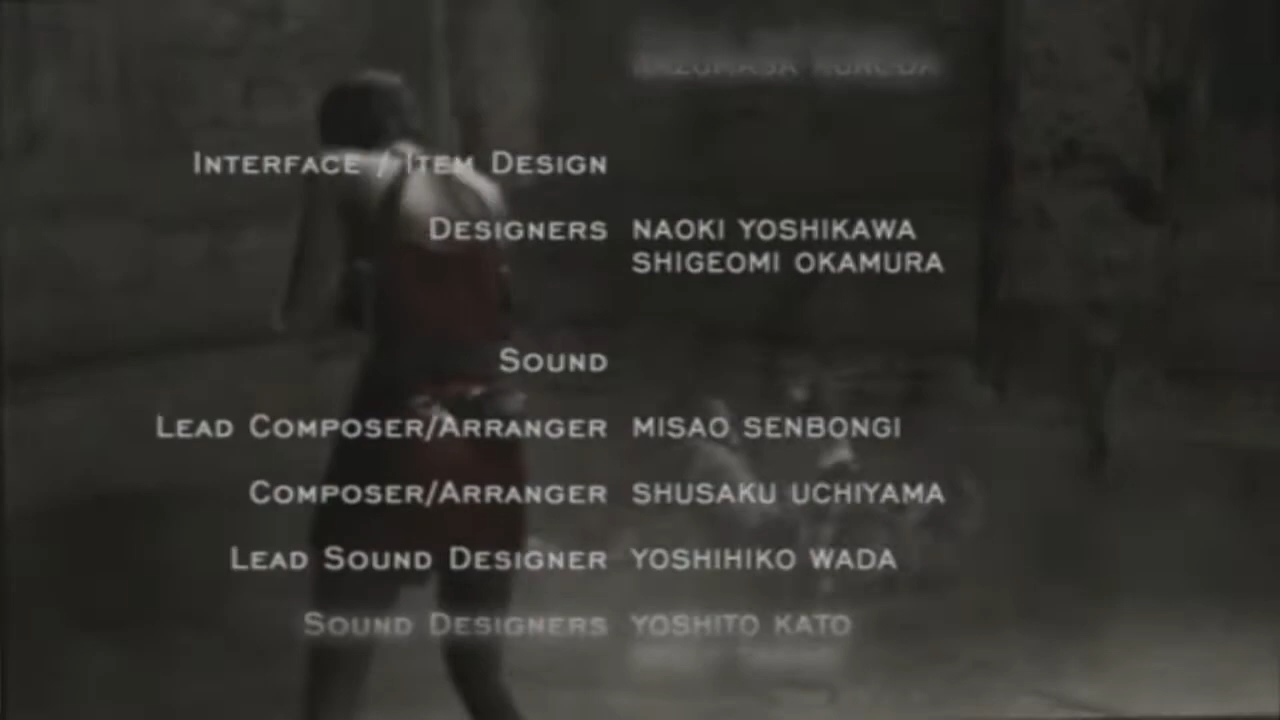 INTERFACE / ITEM DESIGN
DESIGNERS NAOKI YOSHIKAWA
SHIGEOMI OKAMURA
SOUND
LEAD COMPOSER/ARRANGER MISAO SENBONGI
COMPOSER/ARRANGER SHUSAKU UCHIYAMA
LEAD SOUND DESIGNER YOSHIHIKO WADA
SOUND DESIGNERS YOSHITO KATO